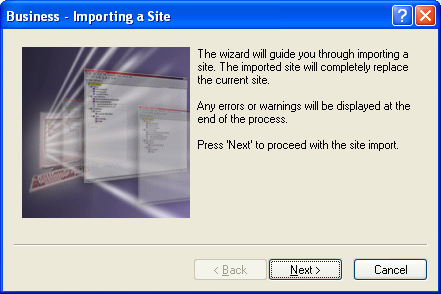 Business - Importing a Site
The wizard will guide you through importing a
site. The imported site will completely replace
the current site.
Any errors or warnings will be displayed at the
end of the process.
Press 'Next' to proceed with the site import.
< Back
Next >
Cancel